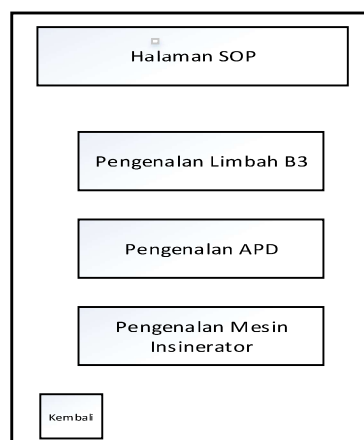 Halaman SOP
Pengenalan Limbah B3
Pengenalan APD
Pengenalan Mesin
Insinerator
Kembali